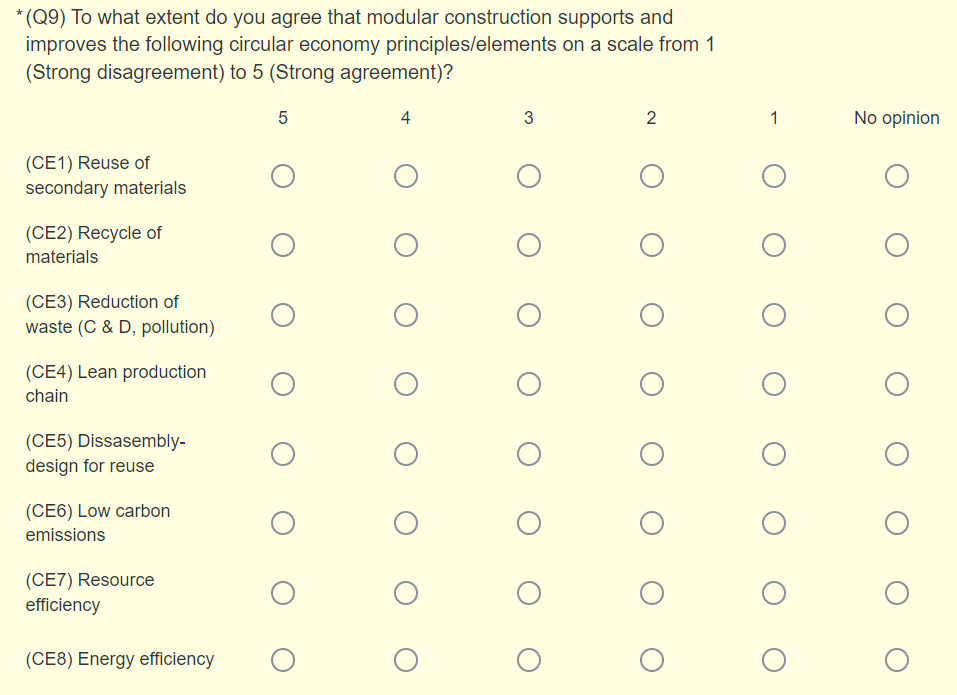 *(Q9) To what extent do you agree that modular construction supports and
improves the following circular economy principles/elements on a scale from 1
(Strong disagreement) to 5 (Strong agreement)?
5 4 3 2 1 No opinion
(CE1) Reuse of
secondary materials
(CE2) Recycle of
materials
(CE3) Reduction of
waste (C & D, pollution)
(CE4) Lean production
chain
(CE5) Dissasembly-
design for reuse
(CE6) Low carbon
emissions
(CE7) Resource
efficiency
(CE8) Energy efficiency